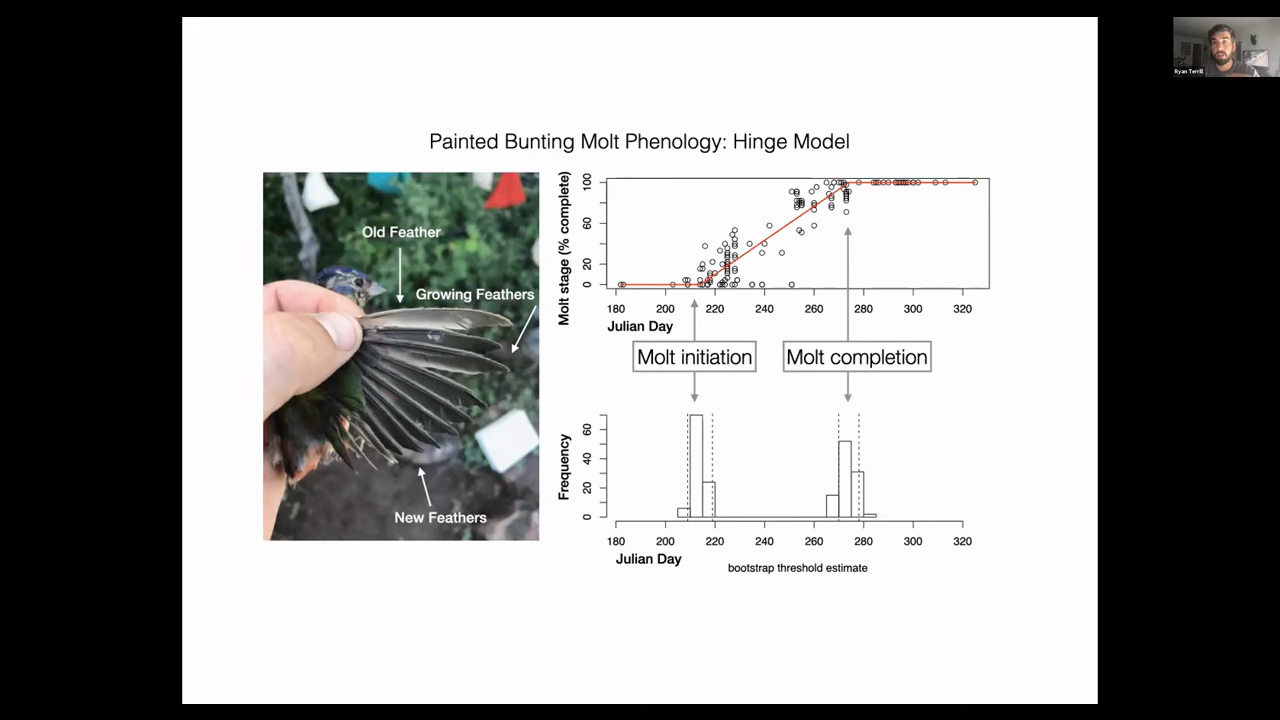 Ryan Terrill
Painted Bunting Molt Phenology: Hinge Model
Old Feather
Growing Feathers
New Feathers
Molt stage (% complete)
100
60
20
0
180 200 220 240 260 280 300 320
Julian Day
Molt initiation
Molt completion
Frequency
60
40
20
0
180 200 220 240 260 280 300 320
Julian Day
bootstrap threshold estimate